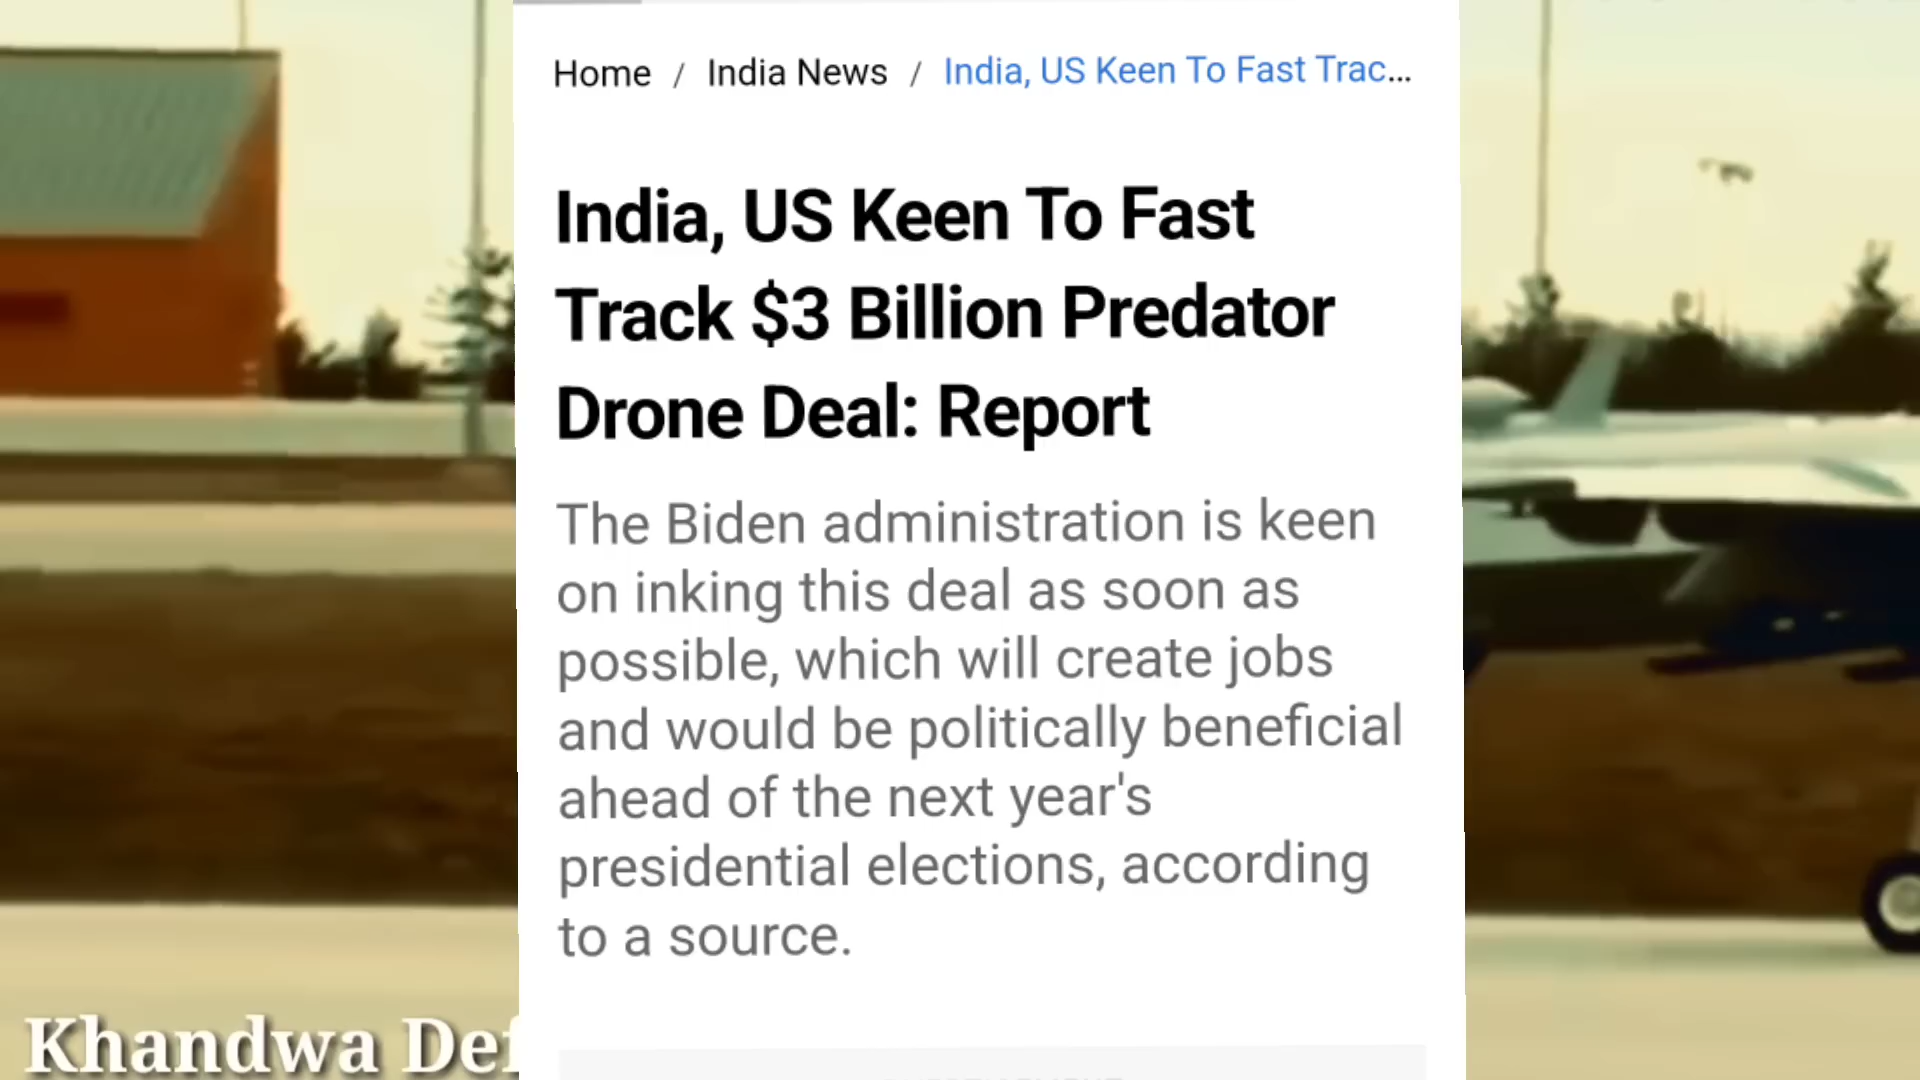 Home / India News / India, US Keen To Fast Trac...
India, US Keen To Fast
Track $3 Billion Predator
Drone Deal: Report
The Biden administration is keen
on inking this deal as soon as
possible, which will create jobs
and would be politically beneficial
ahead of the next year's
presidential elections, according
to a source.
Khandwa Def